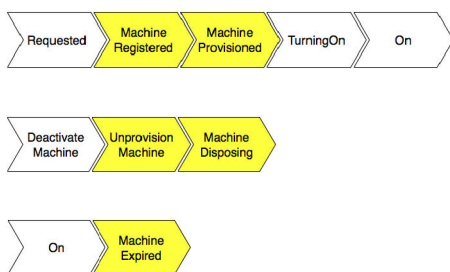 Requested
Machine
Registered
Machine
Provisioned
TurningOn
On
Deactivate
Machine
Unprovision
Machine
Machine
Disposing
On
Machine
Expired